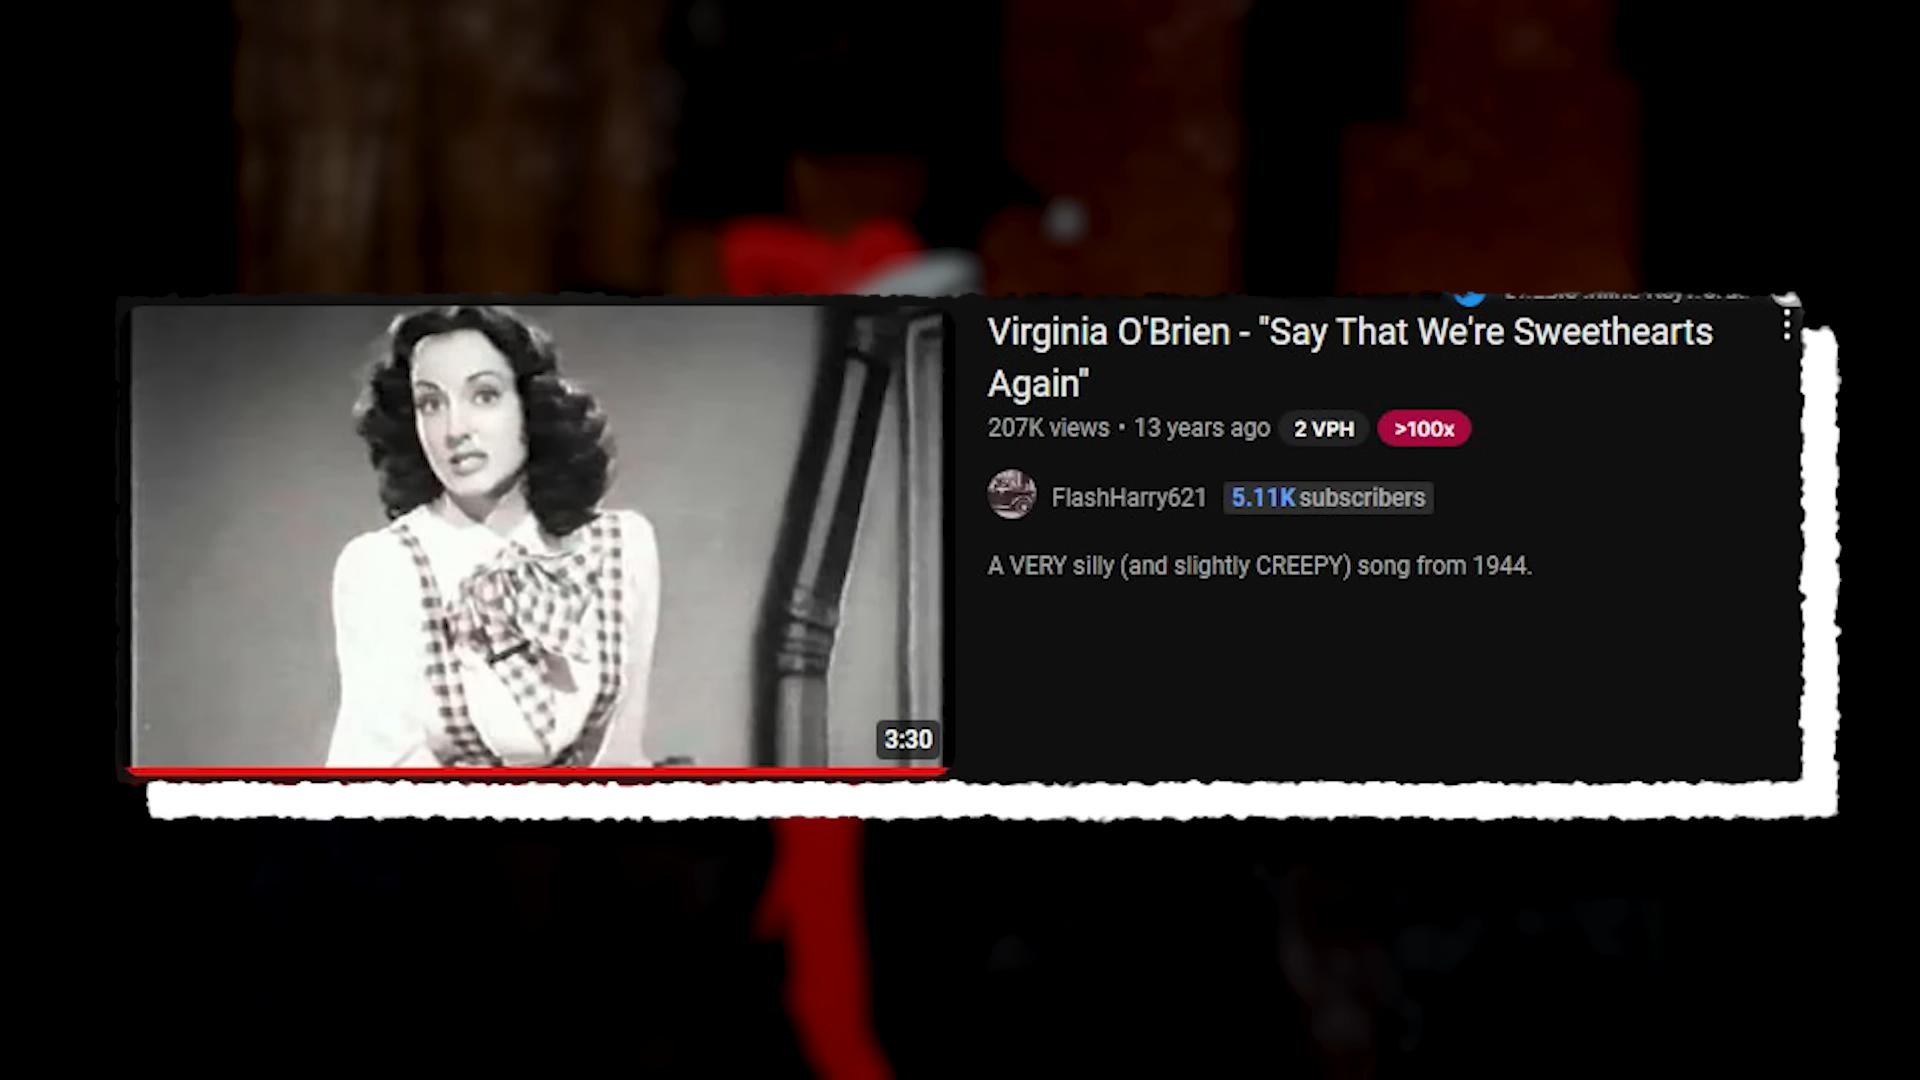 Virginia O'Brien - "Say That We're Sweethearts
Again"
207K views • 13 years ago 2 VPH >100x
FlashHarry621 5.11K subscribers
A VERY silly (and slightly CREEPY) song from 1944.
3:30